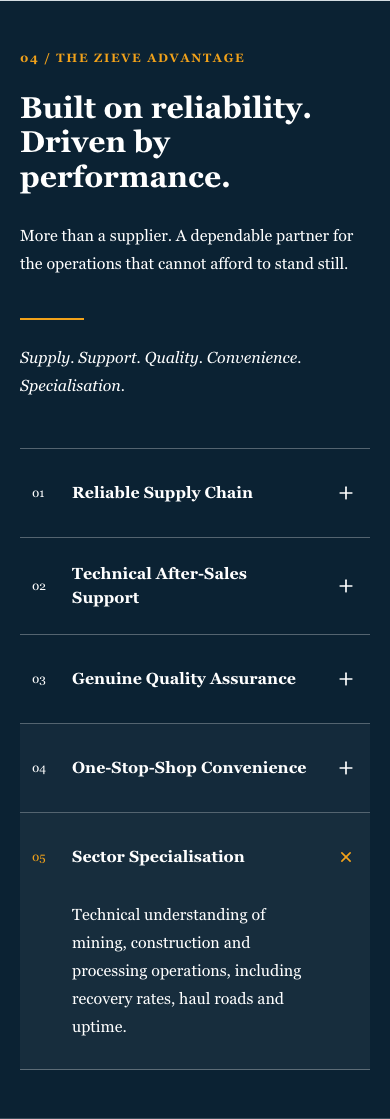 04 / THE ZIEVE ADVANTAGE
Built on reliability.
Driven by
performance.
More than a supplier. A dependable partner for
the operations that cannot afford to stand still.
Supply. Support. Quality. Convenience.
Specialisation.
01 Reliable Supply Chain +
02 Technical After-Sales
Support +
03 Genuine Quality Assurance +
04 One-Stop-Shop Convenience +
05 Sector Specialisation ×
Technical understanding of
mining, construction and
processing operations, including
recovery rates, haul roads and
uptime.